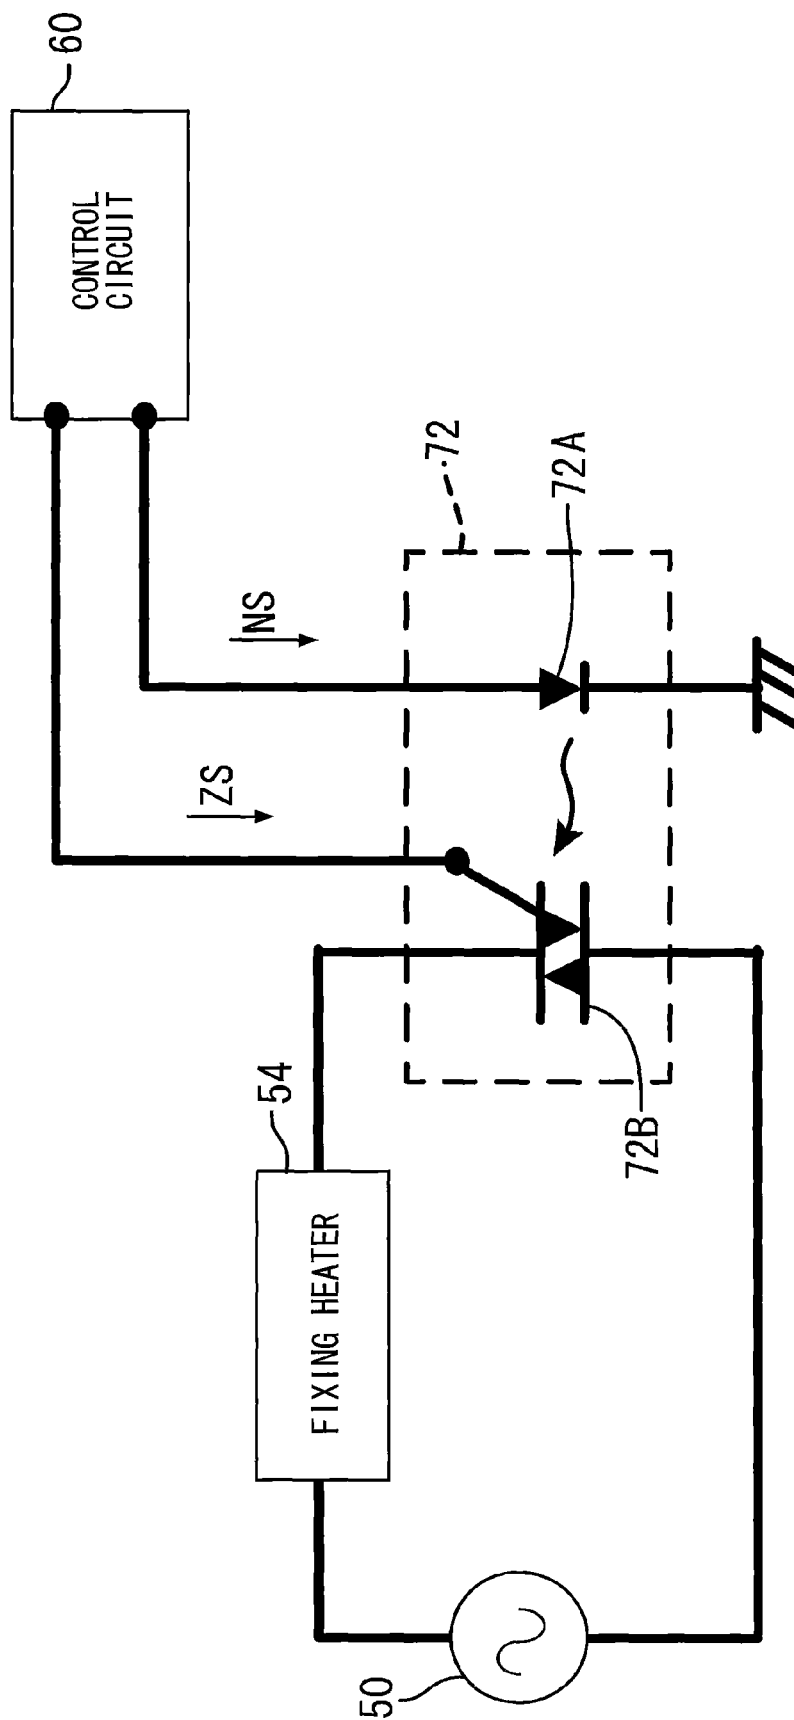 60
CONTROL
CIRCUIT
ZS
NS
54
FIXING HEATER
50
72
72A
72B